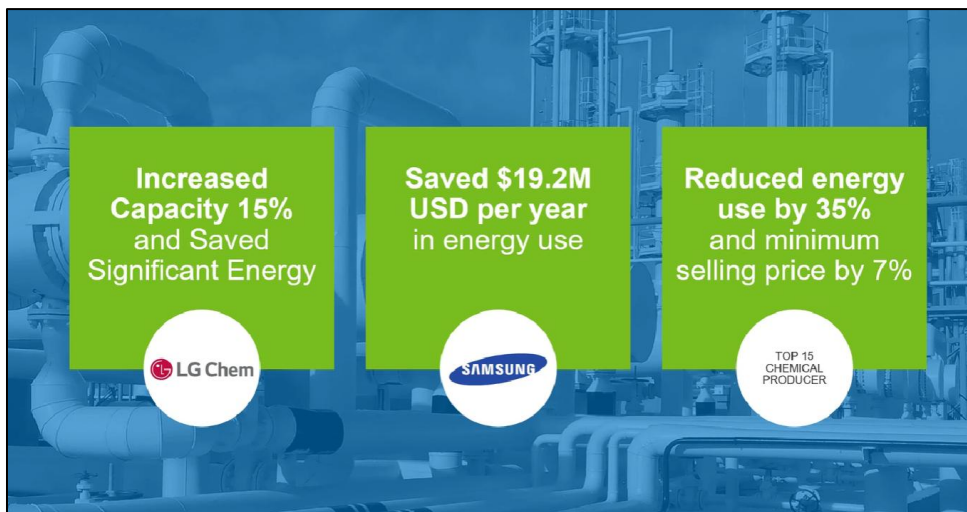 Increased
Capacity 15%
and Saved
Significant Energy
LG Chem
Saved $19.2M
USD per year
in energy use
SAMSUNG
Reduced energy
use by 35%
and minimum
selling price by 7%
TOP 15
CHEMICAL
PRODUCER